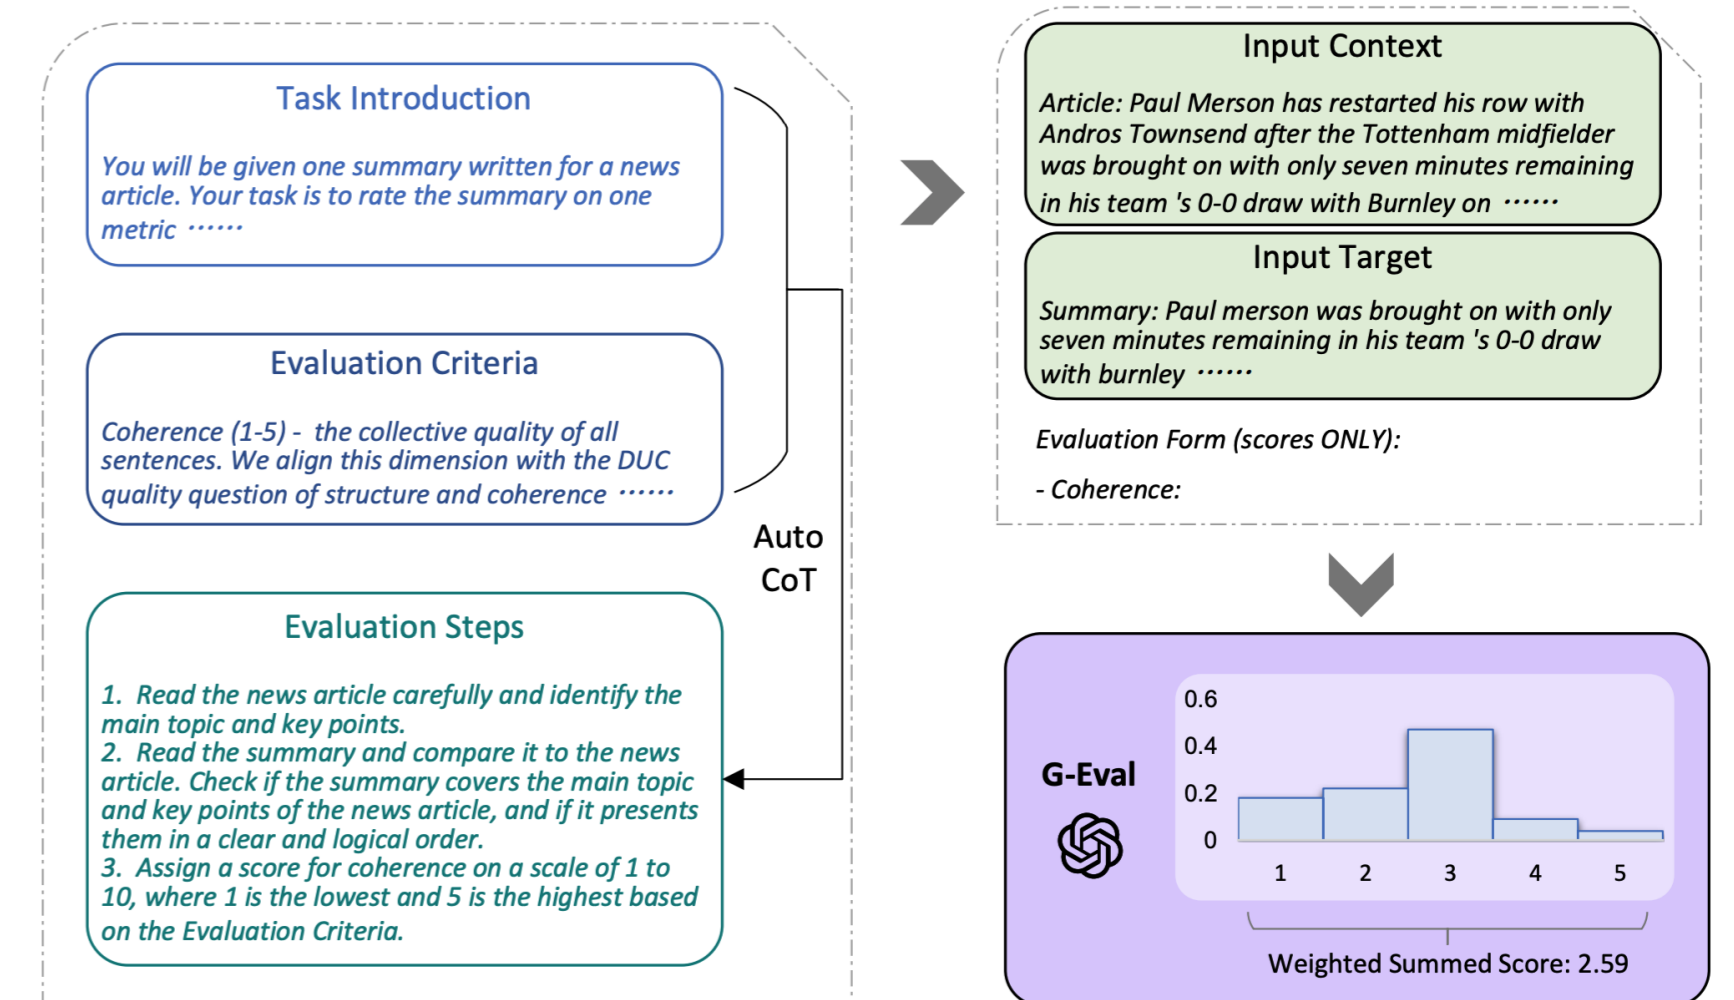 Task Introduction
You will be given one summary written for a news
article. Your task is to rate the summary on one
metric ······
Evaluation Criteria
Coherence (1-5) - the collective quality of all
sentences. We align this dimension with the DUC
quality question of structure and coherence ······
Auto
CoT
Evaluation Steps
1. Read the news article carefully and identify the
main topic and key points.
2. Read the summary and compare it to the news
article. Check if the summary covers the main topic
and key points of the news article, and if it presents
them in a clear and logical order.
3. Assign a score for coherence on a scale of 1 to
10, where 1 is the lowest and 5 is the highest based
on the Evaluation Criteria.
Input Context
Article: Paul Merson has restarted his row with
Andros Townsend after the Tottenham midfielder
was brought on with only seven minutes remaining
in his team 's 0-0 draw with Burnley on ······
Input Target
Summary: Paul merson was brought on with only
seven minutes remaining in his team 's 0-0 draw
with burnley ······
Evaluation Form (scores ONLY):
- Coherence:
G-Eval
0.6
0.4
0.2
0
1 2 3 4 5
Weighted Summed Score: 2.59